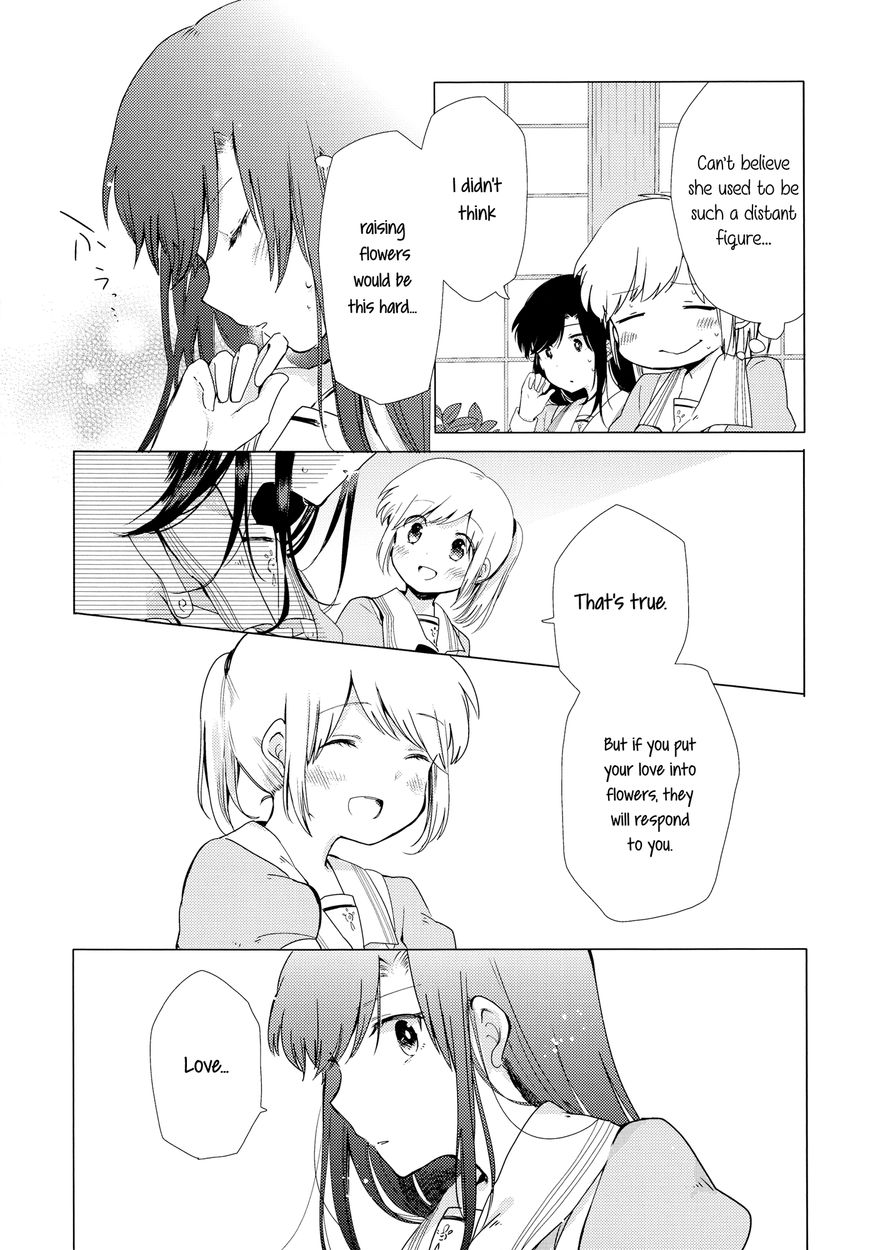 Can't believe
she used to be
such a distant
figure...
I didn't
think
raising
flowers
would be
this hard...
That's true.
But if you put
your love into
flowers, they
will respond
to you.
Love...